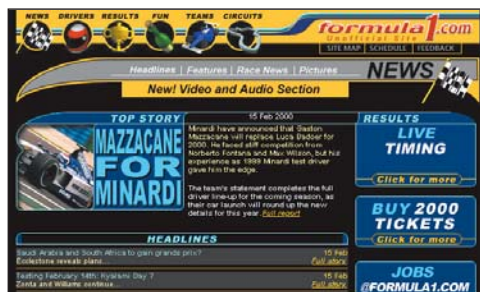 NEWS DRIVERS RESULTS FUN TEAMS CIRCUITS
formula1.com
Unofficial Site
SITE MAP | SCHEDULE | FEEDBACK
Headlines | Features | Race News | Pictures
NEWS
New! Video and Audio Section
TOP STORY
15 Feb 2000
MAZZACANE
FOR
MINARDI
Minardi have announced that Gaston
Mazzacane will replace Luca Badoer for
2000. He faced stiff competition from
Norberto Fontana and Max Wilson, but his
experience as 1999 Minardi test driver
gave him the edge.
The team's statement completes the full
driver line-up for the coming season, as
their car launch will round up the new
details for this year. Full report
HEADLINES
Saudi Arabia and South Africa to gain grands prix?
15 Feb
Ecclestone reveals plans...
Full story
Testing February 14th: Kyalami Day 7
15 Feb
Zonta and Williams continue...
Full story
RESULTS
LIVE
TIMING
Click for more
BUY 2000
TICKETS
Click for more
JOBS
@FORMULA1.COM